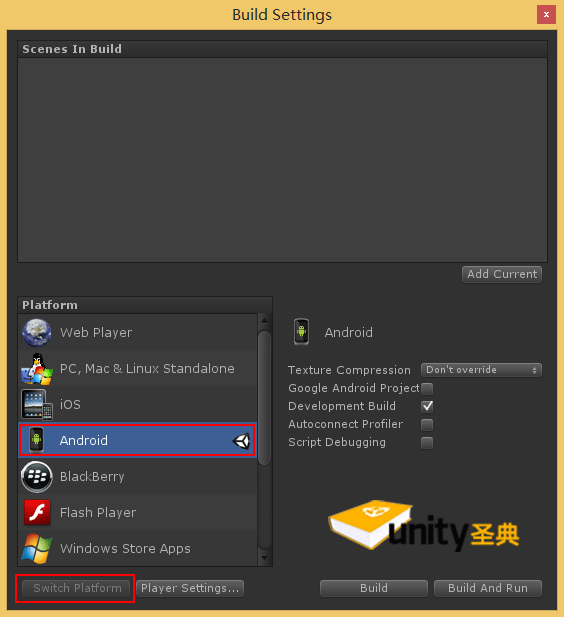 Build Settings
x
Scenes In Build
Add Current
Platform
Web Player
PC, Mac & Linux Standalone
iOS
Android
BlackBerry
Flash Player
Windows Store Apps
Android
Texture Compression Don't override
Google Android Project
Development Build
Autoconnect Profiler
Script Debugging
unity圣典
Switch Platform Player Settings... Build Build And Run